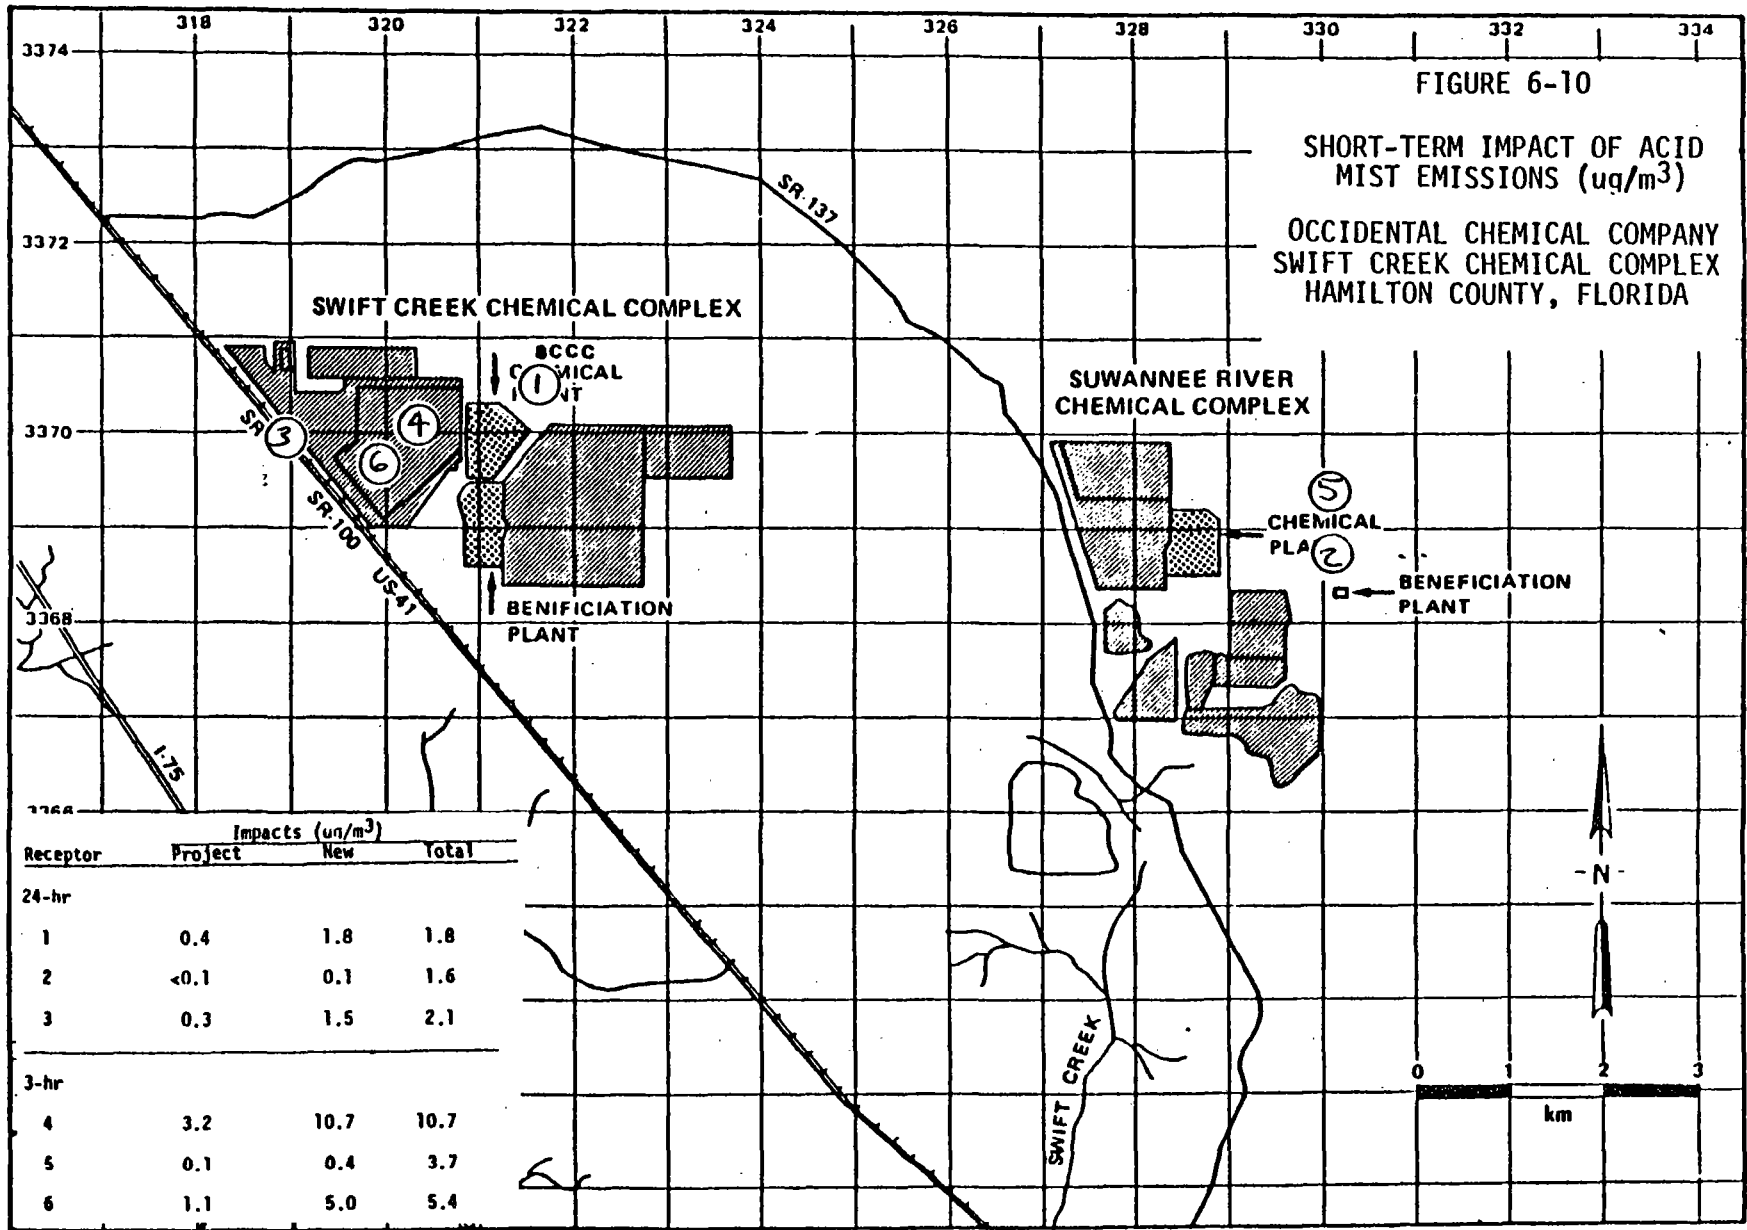 318 320 322 324 326 328 330 332 334
3374
FIGURE 6-10
SHORT-TERM IMPACT OF ACID
MIST EMISSIONS (ug/m³)
OCCIDENTAL CHEMICAL COMPANY
SWIFT CREEK CHEMICAL COMPLEX
HAMILTON COUNTY, FLORIDA
SR-137
3372
SWIFT CREEK CHEMICAL COMPLEX
1
SUWANNEE RIVER
CHEMICAL COMPLEX
3370
SR
3
4
6
5
CHEMICAL
2
SR-100
US-41
BENIFICIATION
PLANT
BENEFICIATION
PLANT
3368
I-75
3366
Impacts (ug/m³)
Receptor Project New Total
24-hr
1 0.4 1.8 1.8
2 <0.1 0.1 1.6
3 0.3 1.5 2.1
3-hr
4 3.2 10.7 10.7
5 0.1 0.4 3.7
6 1.1 5.0 5.4
SWIFT CREEK
- N -
0 1 2 3
km